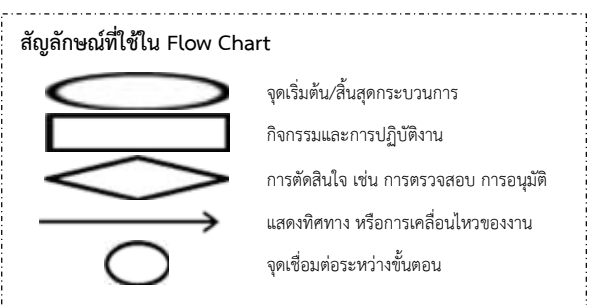 สัญลักษณ์ที่ใช้ใน Flow Chart
จุดเริ่มต้น/สิ้นสุดกระบวนการ
กิจกรรมและการปฏิบัติงาน
การตัดสินใจ เช่น การตรวจสอบ การอนุมัติ
แสดงทิศทาง หรือการเคลื่อนไหวของงาน
จุดเชื่อมต่อระหว่างขั้นตอน